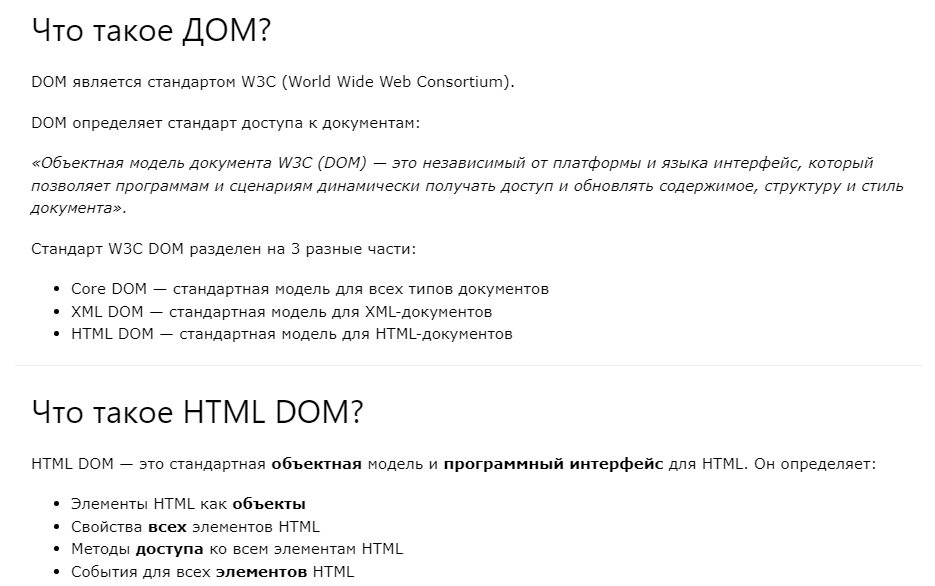 Что такое ДОМ?
DOM является стандартом W3C (World Wide Web Consortium).
DOM определяет стандарт доступа к документам:
«Объектная модель документа W3C (DOM) — это независимый от платформы и языка интерфейс, который
позволяет программам и сценариям динамически получать доступ и обновлять содержимое, структуру и стиль
документа».
Стандарт W3C DOM разделен на 3 разные части:
• Core DOM — стандартная модель для всех типов документов
• XML DOM — стандартная модель для XML-документов
• HTML DOM — стандартная модель для HTML-документов
Что такое HTML DOM?
HTML DOM — это стандартная объектная модель и программный интерфейс для HTML. Он определяет:
• Элементы HTML как объекты
• Свойства всех элементов HTML
• Методы доступа ко всем элементам HTML
• События для всех элементов HTML